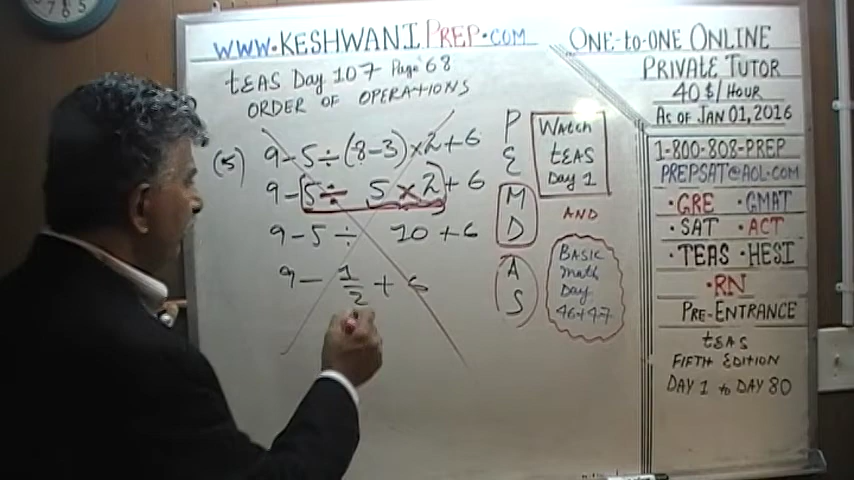 WWW.KESHWANIPREP.COM
tEAS Day 107 Page 68
ORDER OF OPERATIONS
(5) 9-5÷(8-3)×2+6
9-5÷ 5×2+6
9-5÷ 10+6
9-1/2+6
P
E
M
D
A
S
Watch
tEAS
Day 1
AND
BASIC
Math
Day
46+47
ONE-to-ONE ONLINE
PRIVATE TUTOR
40$/HOUR
AS OF JAN 01, 2016
1-800-808-PREP
PREPSAT@AOL.COM
•GRE •GMAT
•SAT •ACT
•TEAS •HESI
•RN
PRE-ENTRANCE
tEAS
FIFTH EDITION
DAY 1 to DAY 80